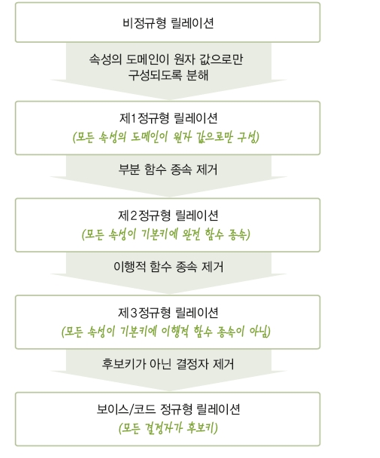 비정규형 릴레이션
속성의 도메인이 원자 값으로만
구성되도록 분해
제1정규형 릴레이션
(모든 속성의 도메인이 원자 값으로만 구성)
부분 함수 종속 제거
제2정규형 릴레이션
(모든 속성이 기본키에 완전 함수 종속)
이행적 함수 종속 제거
제3정규형 릴레이션
(모든 속성이 기본키에 이행적 함수 종속이 아님)
후보키가 아닌 결정자 제거
보이스/코드 정규형 릴레이션
(모든 결정자가 후보키)